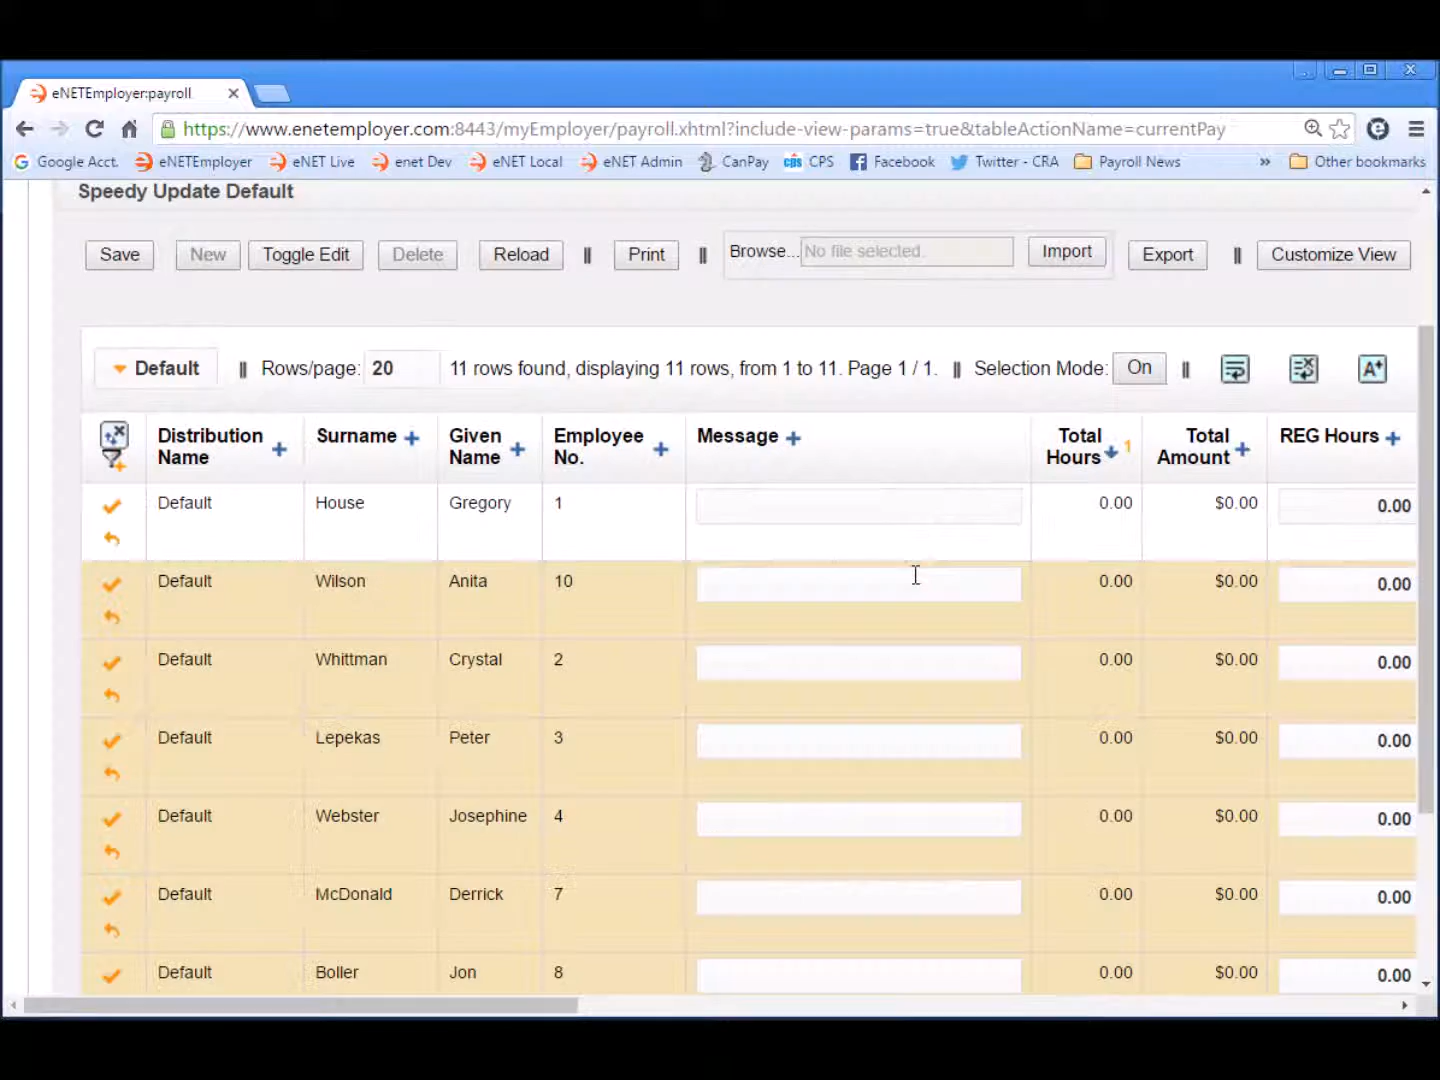 eNETEmployer:payroll
https://www.enetemployer.com:8443/myEmployer/payroll.xhtml?include-view-params=true&tableActionName=currentPay
Google Acct. eNETEmployer eNET Live enet Dev eNET Local eNET Admin CanPay CPS CPS Facebook Twitter - CRA Payroll News » Other bookmarks
Speedy Update Default
Save New Toggle Edit Delete Reload || Print || Browse... No file selected. Import Export || Customize View
Default || Rows/page: 20 11 rows found, displaying 11 rows, from 1 to 11. Page 1 / 1. || Selection Mode: On || A+
Distribution Name Surname Given Name Employee No. Message Total Hours 1 Total Amount REG Hours
Default House Gregory 1 0.00 $0.00 0.00
Default Wilson Anita 10 0.00 $0.00 0.00
Default Whittman Crystal 2 0.00 $0.00 0.00
Default Lepekas Peter 3 0.00 $0.00 0.00
Default Webster Josephine 4 0.00 $0.00 0.00
Default McDonald Derrick 7 0.00 $0.00 0.00
Default Boller Jon 8 0.00 $0.00 0.00